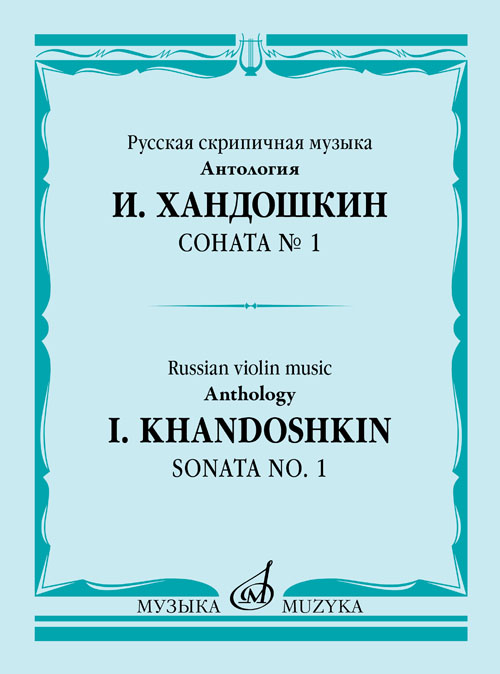 Русская скрипичная музыка
Антология
И. ХАНДОШКИН
СОНАТА № 1
Russian violin music
Anthology
I. KHANDOSHKIN
SONATA NO. 1
МУЗЫКА М MUZYKA